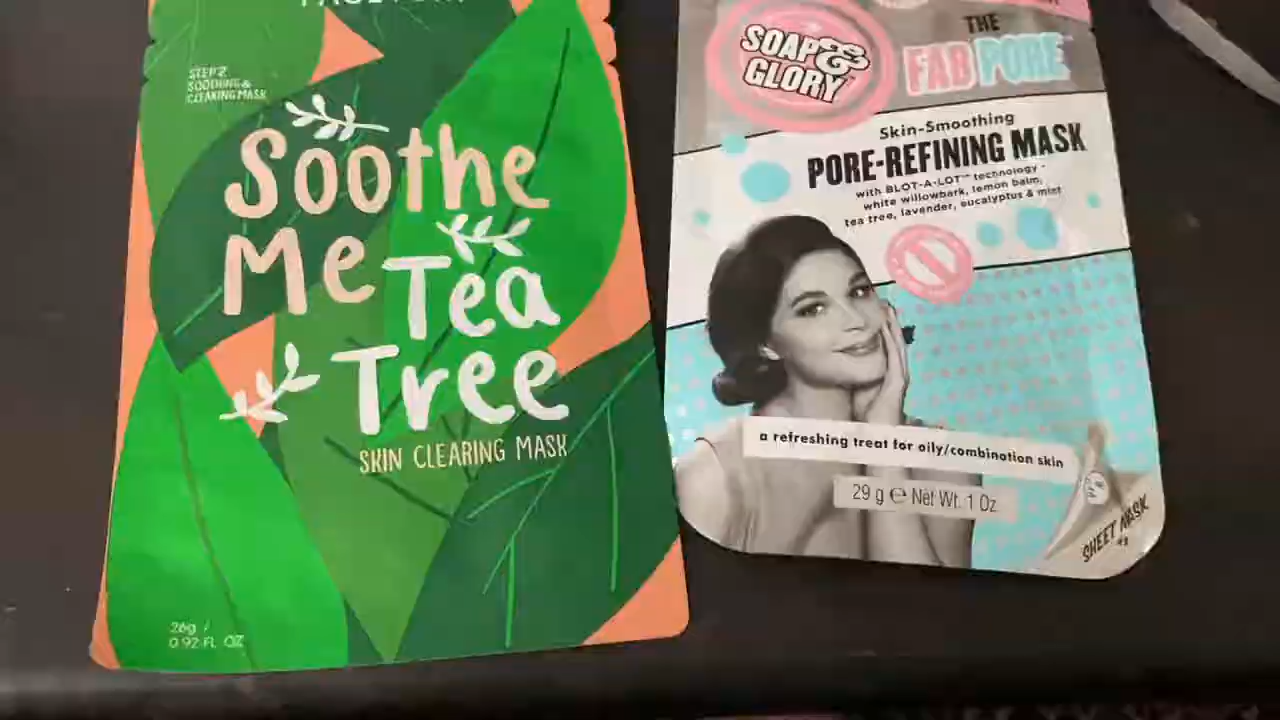 STEP 2
SOOTHING &
CLEARING MASK
Soothe
Me Tea
Tree
SKIN CLEARING MASK
26g /
0.92 FL OZ
SOAP &
GLORY
THE
FAB PORE
Skin-Smoothing
PORE-REFINING MASK
with BLOT-A-LOT™ technology -
white willowbark, lemon balm,
tea tree, lavender, eucalyptus & mint
a refreshing treat for oily/combination skin
29 g ℮ Net Wt. 1 Oz
SHEET MASK